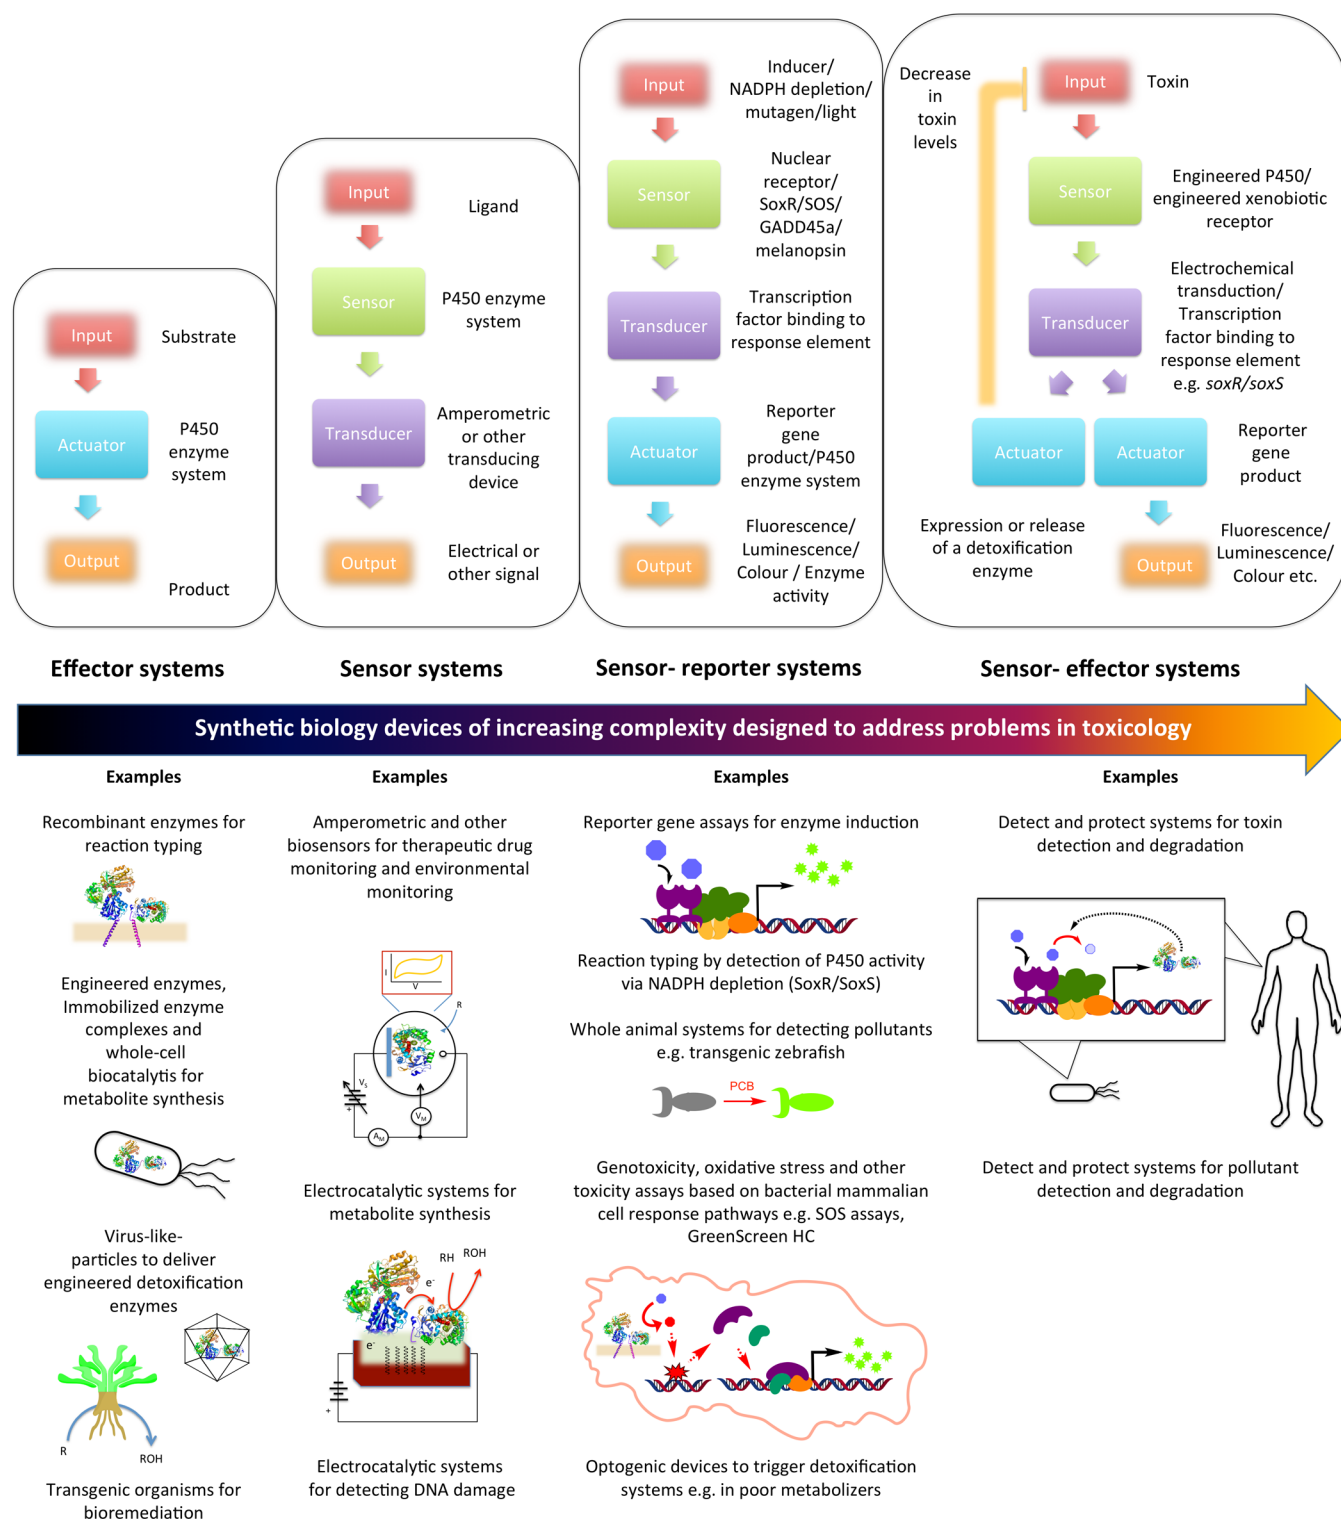 Input
Substrate
Actuator
P450
enzyme
system
Output
Product
Input
Ligand
Sensor
P450 enzyme
system
Transducer
Amperometric
or other
transducing
device
Output
Electrical or
other signal
Input
Inducer/
NADPH depletion/
mutagen/light
Sensor
Nuclear
receptor/
SoxR/SOS/
GADD45a/
melanopsin
Transducer
Transcription
factor binding to
response element
Actuator
Reporter
gene
product/P450
enzyme system
Output
Fluorescence/
Luminescence/
Colour / Enzyme
activity
Decrease
in
toxin
levels
Input
Toxin
Sensor
Engineered P450/
engineered xenobiotic
receptor
Transducer
Electrochemical
transduction/
Transcription
factor binding to
response element
e.g. soxR/soxS
Actuator
Actuator
Reporter
gene
product
Expression or release
of a detoxification
enzyme
Output
Fluorescence/
Luminescence/
Colour etc.
Effector systems
Sensor systems
Sensor- reporter systems
Sensor- effector systems
Synthetic biology devices of increasing complexity designed to address problems in toxicology
Examples
Recombinant enzymes for
reaction typing
Engineered enzymes,
Immobilized enzyme
complexes and
whole-cell
biocatalytis for
metabolite synthesis
Virus-like-
particles to deliver
engineered detoxification
enzymes
R
ROH
Transgenic organisms for
bioremediation
Examples
Amperometric and other
biosensors for therapeutic drug
monitoring and environmental
monitoring
I
V
R
Vs
+
VM
AM
Electrocatalytic systems for
metabolite synthesis
RH
ROH
e-
e-
+
Electrocatalytic systems
for detecting DNA damage
Examples
Reporter gene assays for enzyme induction
Reaction typing by detection of P450 activity
via NADPH depletion (SoxR/SoxS)
Whole animal systems for detecting pollutants
e.g. transgenic zebrafish
PCB
Genotoxicity, oxidative stress and other
toxicity assays based on bacterial mammalian
cell response pathways e.g. SOS assays,
GreenScreen HC
Optogenic devices to trigger detoxification
systems e.g. in poor metabolizers
Examples
Detect and protect systems for toxin
detection and degradation
Detect and protect systems for pollutant
detection and degradation